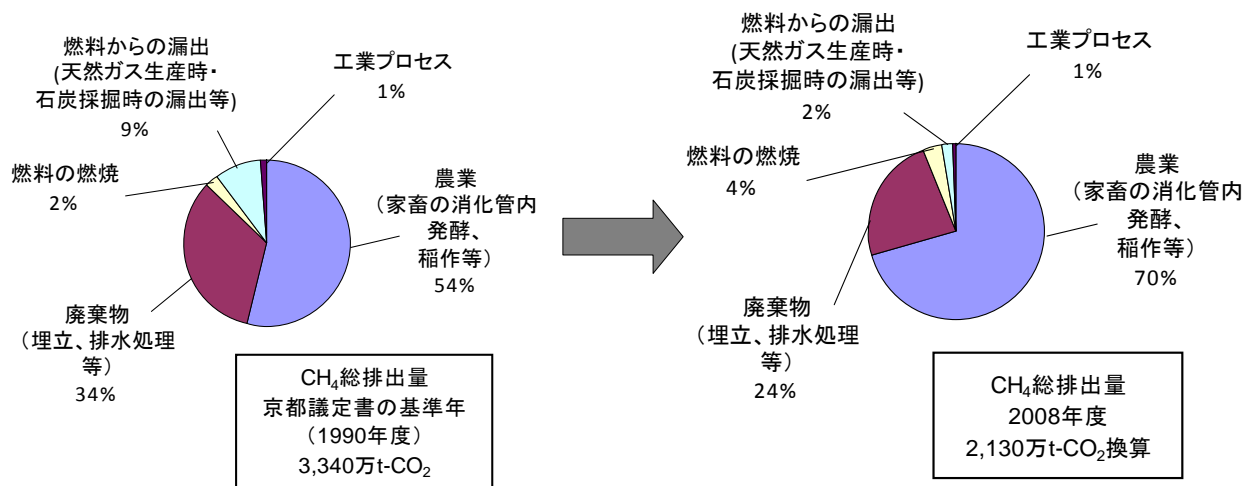 燃料からの漏出
(天然ガス生産時・
石炭採掘時の漏出等)
9%
工業プロセス
1%
燃料の燃焼
2%
農業
（家畜の消化管内
発酵、
稲作等）
54%
廃棄物
（埋立、排水処理
等）
34%
CH₄総排出量
京都議定書の基準年
（1990年度）
3,340万t-CO₂
燃料からの漏出
(天然ガス生産時・
石炭採掘時の漏出等)
2%
工業プロセス
1%
燃料の燃焼
4%
農業
（家畜の消化管内
発酵、
稲作等）
70%
廃棄物
（埋立、排水処理
等）
24%
CH₄総排出量
2008年度
2,130万t-CO₂換算